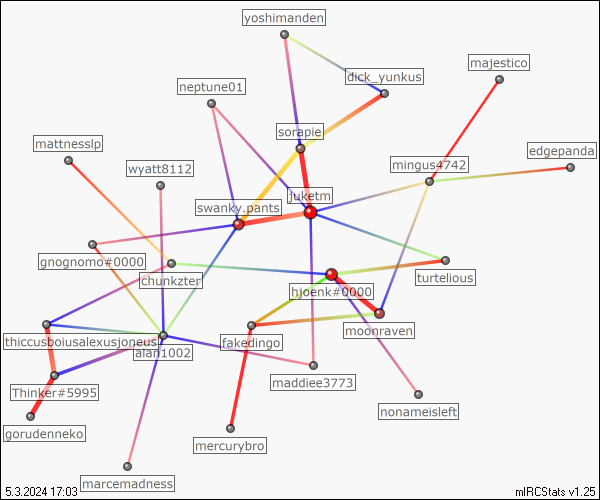 yoshimanden
majestico
dick_yunkus
neptune01
sorapie
mattnesslp
edgepanda
wyatt8112
mingus4742
juketm
swanky.pants
gnognomo#0000
chunkzter
turtelious
hjoenk#0000
moonraven
thiccusboiusalexusjoneus
fakedingo
alan1002
maddiee3773
Thinker#5995
nonameisleft
gorudenneko
mercurybro
marcemadness
5.3.2024 17:03
mIRCStats v1.25